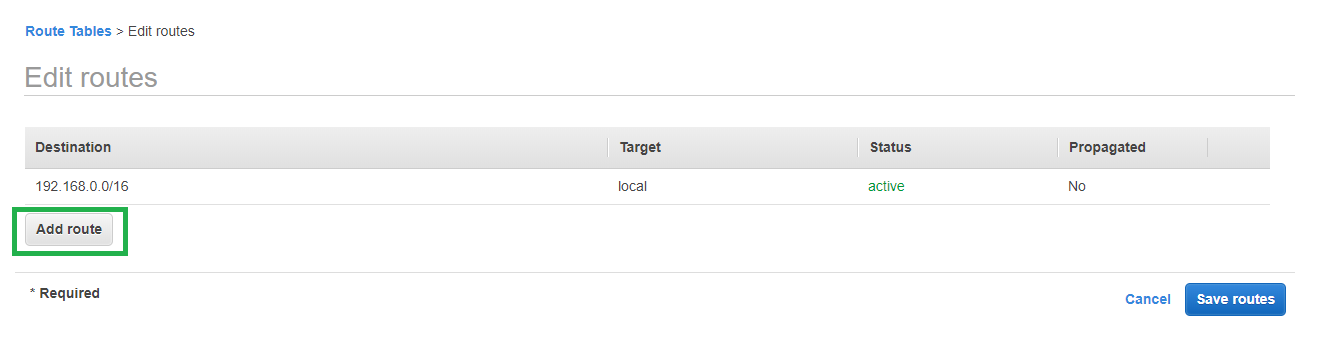 Route Tables > Edit routes
Edit routes
Destination Target Status Propagated
192.168.0.0/16 local active No
Add route
* Required
Cancel Save routes